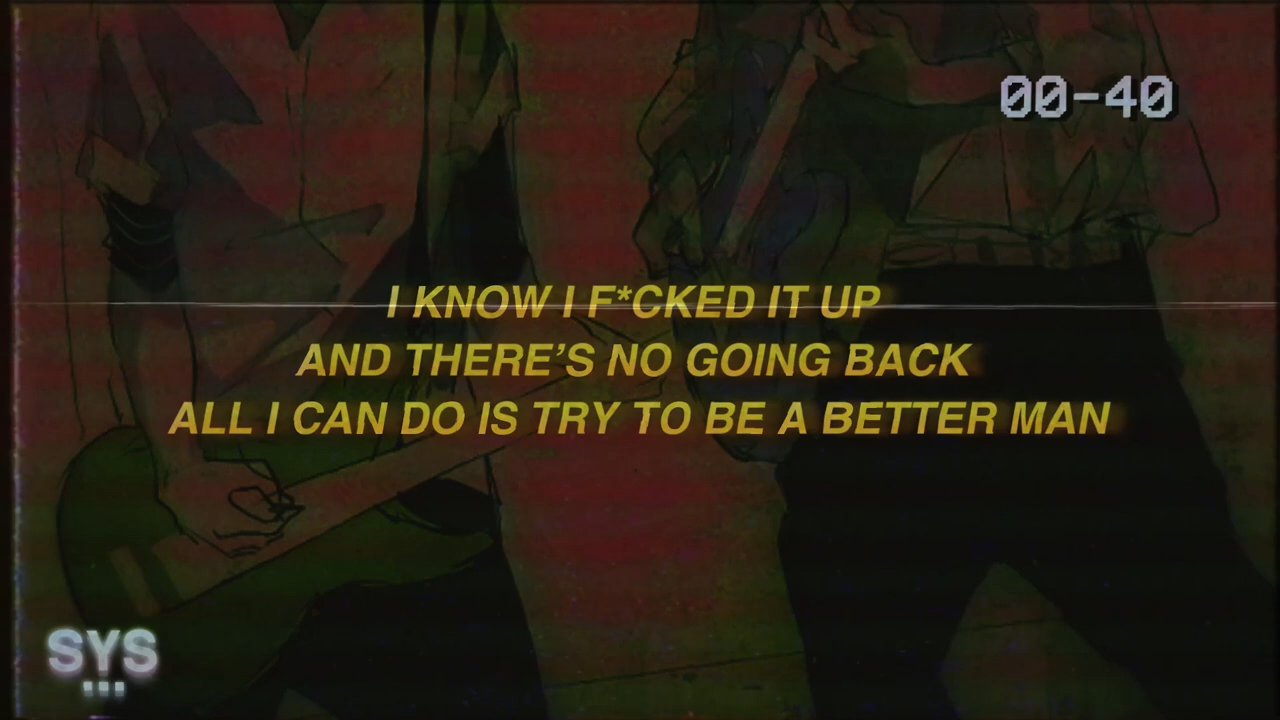 00-40
I KNOW I F*CKED IT UP
AND THERE’S NO GOING BACK
ALL I CAN DO IS TRY TO BE A BETTER MAN
SYS